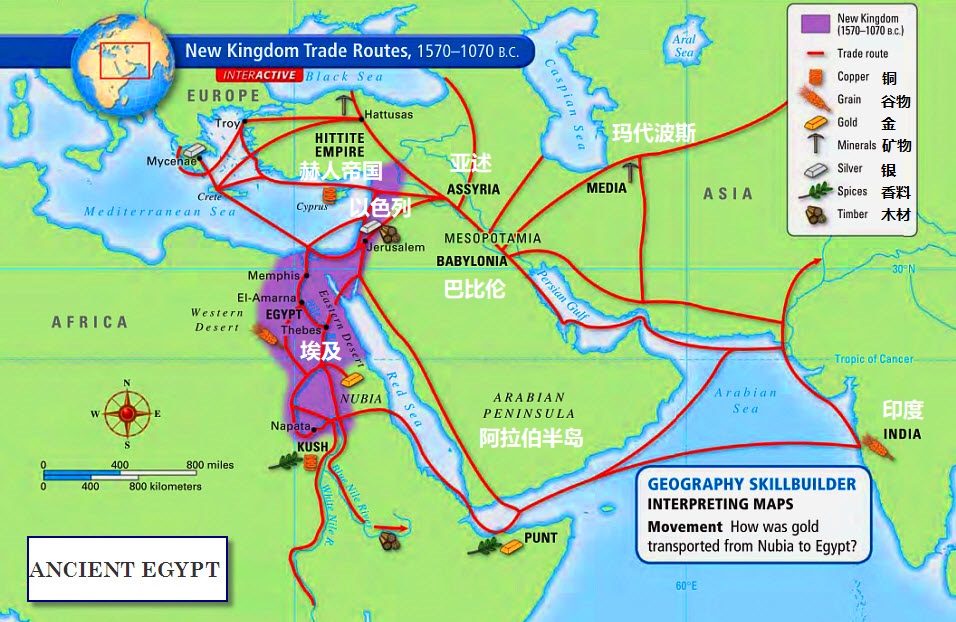 New Kingdom Trade Routes, 1570–1070 B.C.
INTERACTIVE
New Kingdom
(1570–1070 B.C.)
Trade route
Copper 铜
Grain 谷物
Gold 金
Minerals 矿物
Silver 银
Spices 香料
Timber 木材
Black Sea
Aral
Sea
Caspian Sea
EUROPE
Troy
Hattusas
HITTITE
EMPIRE
赫人帝国
Mycenae
Crete
Cyprus
Mediterranean Sea
以色列
Jerusalem
亚述
ASSYRIA
玛代波斯
MEDIA
ASIA
MESOPOTAMIA
BABYLONIA
巴比伦
Persian Gulf
30°N
Memphis
El-Amarna
EGYPT
Western
Desert
Eastern Desert
Thebes
埃及
AFRICA
Tropic of Cancer
NUBIA
Red Sea
ARABIAN
PENINSULA
阿拉伯半岛
Arabian
Sea
印度
INDIA
Napata
KUSH
Blue Nile River
White Nile R.
PUNT
N
W E
S
0 400 800 miles
0 400 800 kilometers
GEOGRAPHY SKILLBUILDER
INTERPRETING MAPS
Movement How was gold
transported from Nubia to Egypt?
60°E
ANCIENT EGYPT